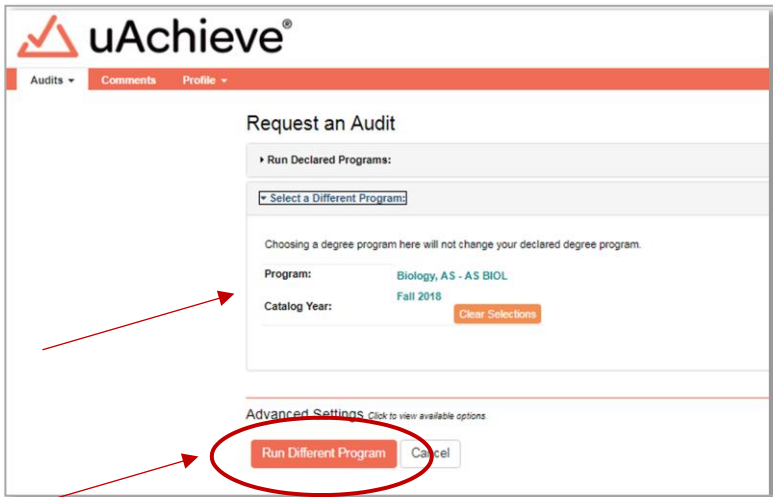 uAchieve®
Audits Comments Profile
Request an Audit
Run Declared Programs:
Select a Different Program:
Choosing a degree program here will not change your declared degree program.
Program: Biology, AS - AS BIOL
Catalog Year: Fall 2018
Clear Selections
Advanced Settings Click to view available options.
Run Different Program Cancel